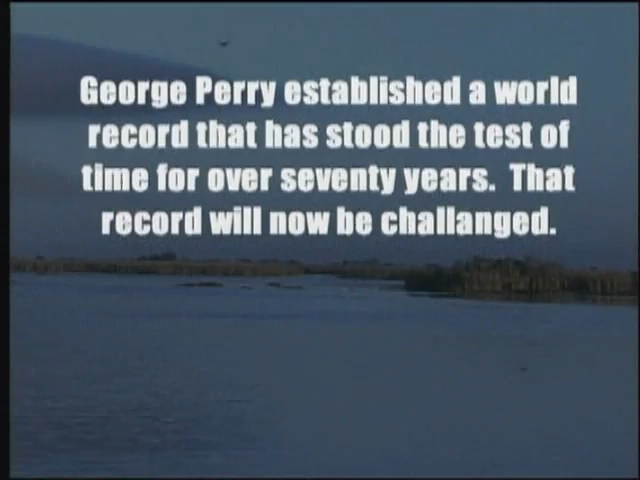 George Perry established a world
record that has stood the test of
time for over seventy years.  That
record will now be challanged.